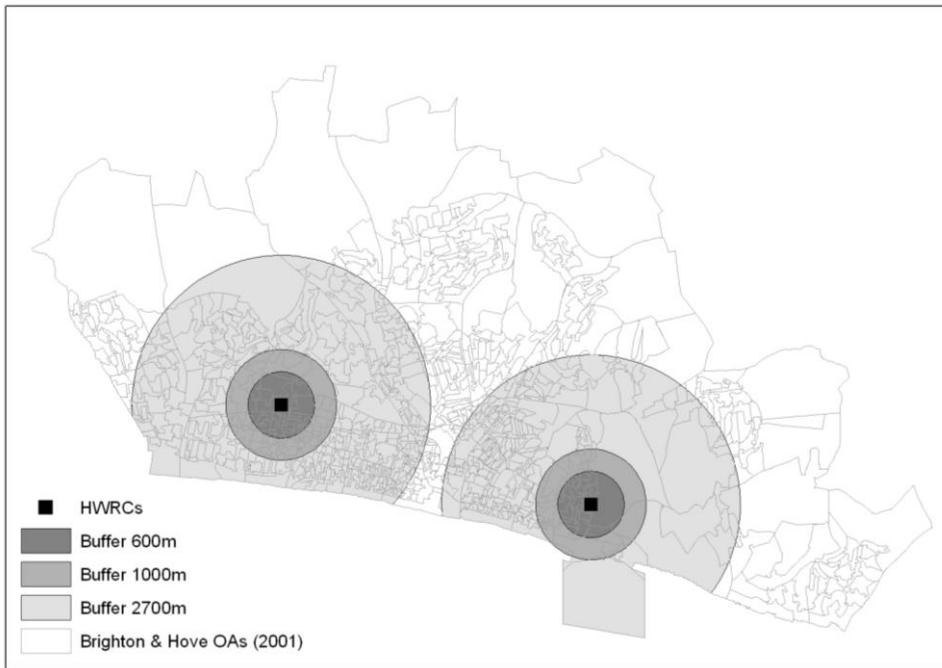 HWRCs
Buffer 600m
Buffer 1000m
Buffer 2700m
Brighton & Hove OAs (2001)